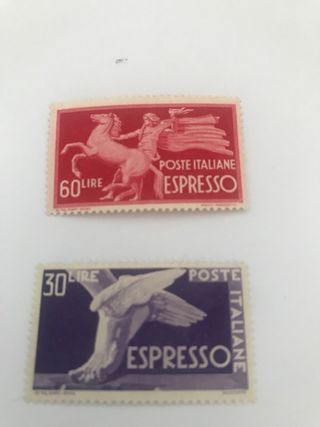 POSTE ITALIANE
60 LIRE ESPRESSO
30 LIRE POSTE ITALIANE
ESPRESSO